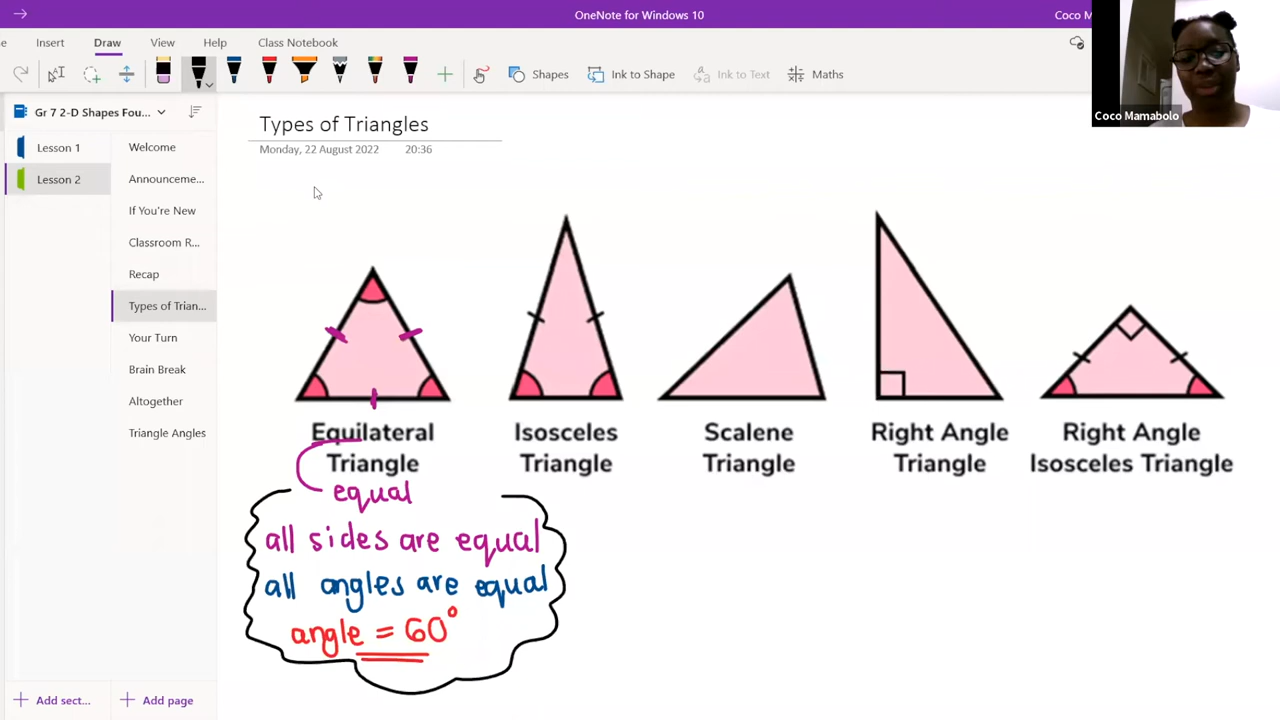 OneNote for Windows 10
Coco M
Insert
Draw
View
Help
Class Notebook
Shapes
Ink to Shape
Ink to Text
Maths
Coco Mamabolo
Gr 7 2-D Shapes Fou...
Lesson 1
Lesson 2
Welcome
Announceme...
If You're New
Classroom R...
Recap
Types of Trian...
Your Turn
Brain Break
Altogether
Triangle Angles
Types of Triangles
Monday, 22 August 2022 20:36
Equilateral
Triangle
Isosceles
Triangle
Scalene
Triangle
Right Angle
Triangle
Right Angle
Isosceles Triangle
equal
all sides are equal
all angles are equal
angle = 60°
Add sect...
Add page